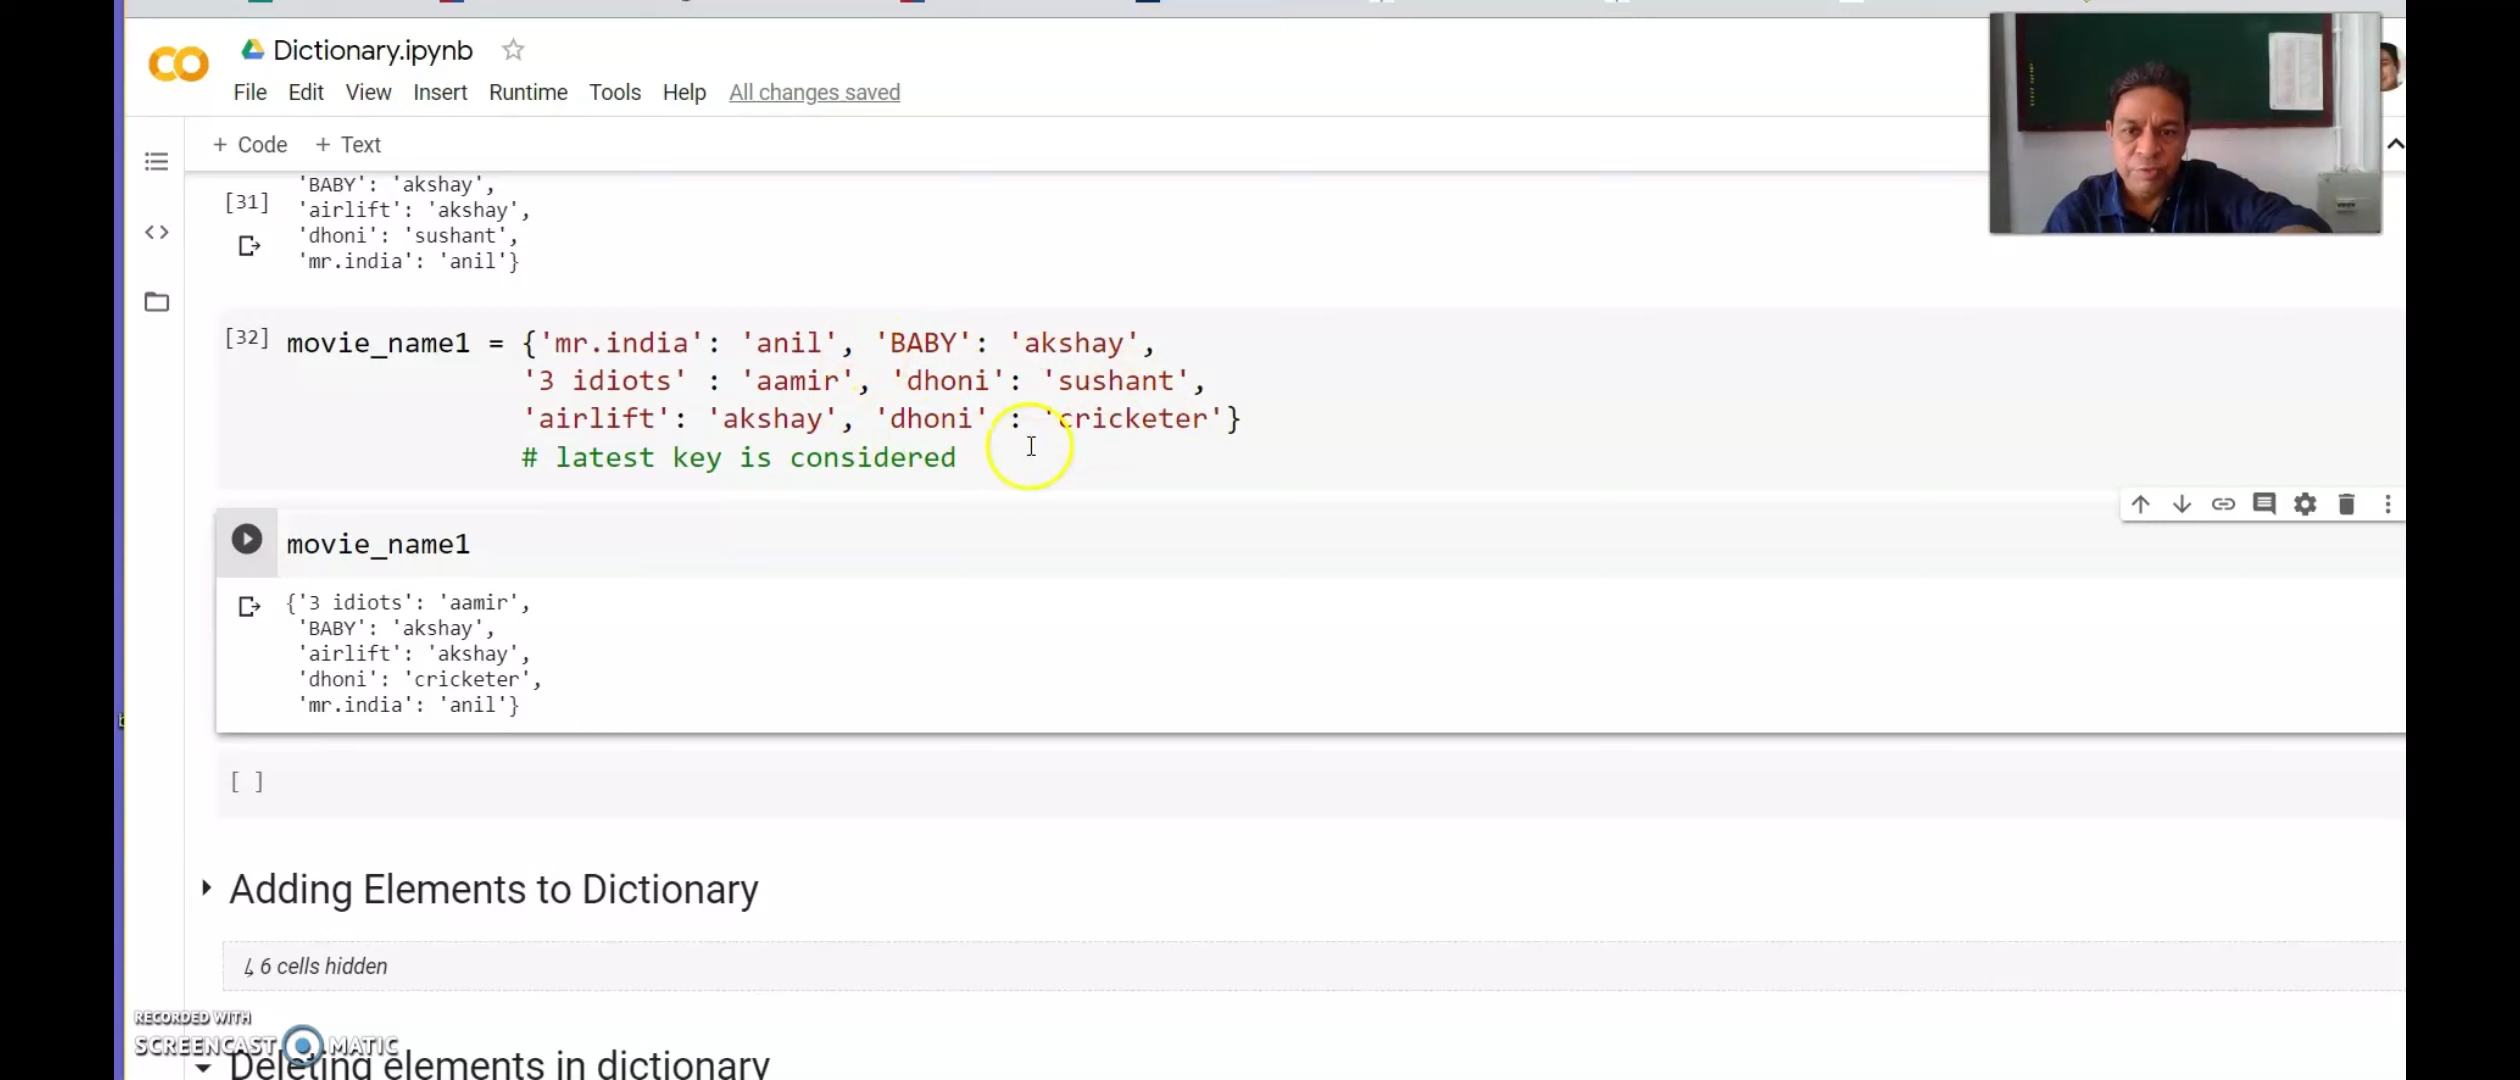 Dictionary.ipynb
File Edit View Insert Runtime Tools Help All changes saved
+ Code + Text
[31] 'BABY': 'akshay',
'airlift': 'akshay',
'dhoni': 'sushant',
'mr.india': 'anil'}
[32] movie_name1 = {'mr.india': 'anil', 'BABY': 'akshay',
'3 idiots' : 'aamir', 'dhoni': 'sushant',
'airlift': 'akshay', 'dhoni' : 'cricketer'}
# latest key is considered
movie_name1
{'3 idiots': 'aamir',
'BABY': 'akshay',
'airlift': 'akshay',
'dhoni': 'cricketer',
'mr.india': 'anil'}
[ ]
Adding Elements to Dictionary
6 cells hidden
RECORDED WITH
SCREENCAST MATIC
Deleting elements in dictionary